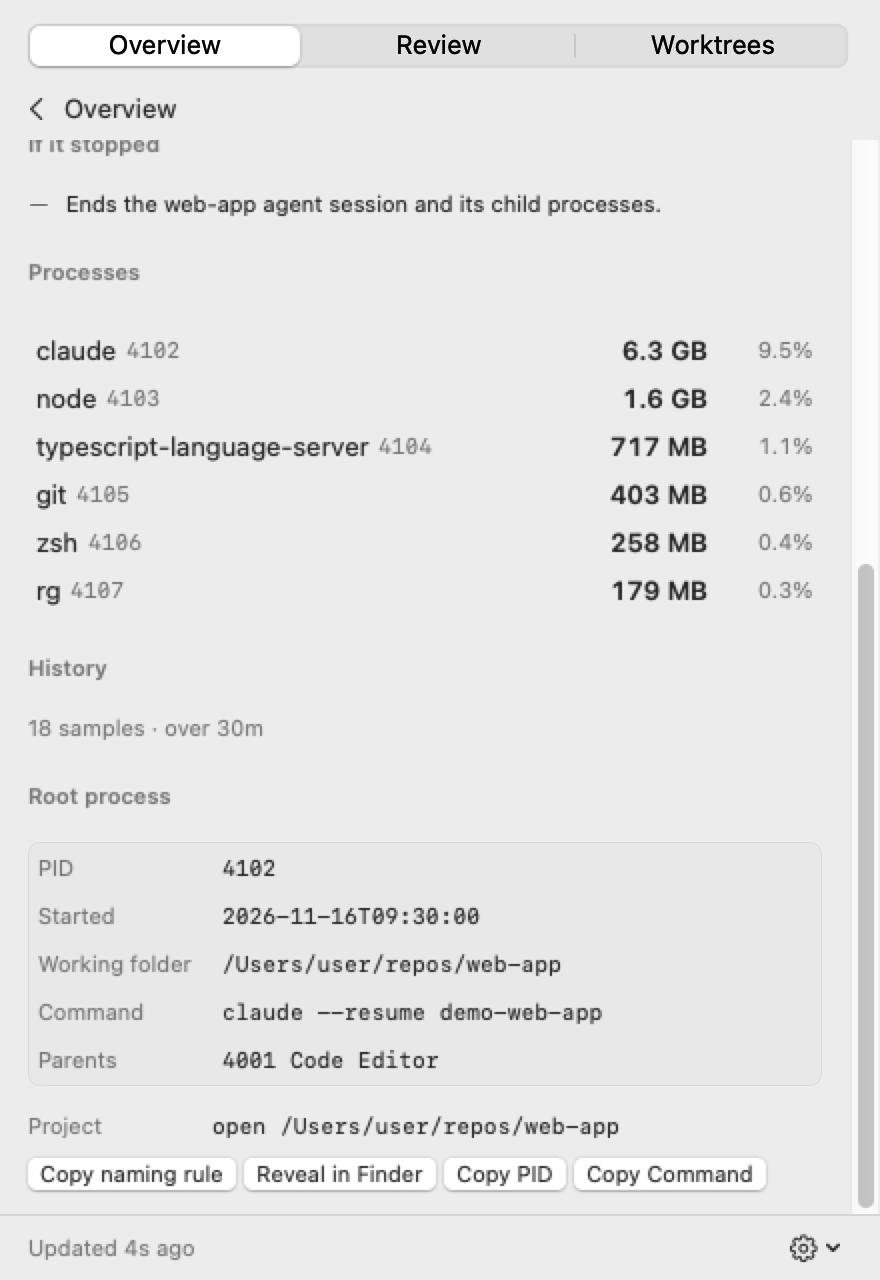 Overview
Review
Worktrees
Overview
If it stopped
— Ends the web-app agent session and its child processes.
Processes
claude 4102 6.3 GB 9.5%
node 4103 1.6 GB 2.4%
typescript-language-server 4104 717 MB 1.1%
git 4105 403 MB 0.6%
zsh 4106 258 MB 0.4%
rg 4107 179 MB 0.3%
History
18 samples · over 30m
Root process
PID 4102
Started 2026-11-16T09:30:00
Working folder /Users/user/repos/web-app
Command claude --resume demo-web-app
Parents 4001 Code Editor
Project open /Users/user/repos/web-app
Copy naming rule
Reveal in Finder
Copy PID
Copy Command
Updated 4s ago